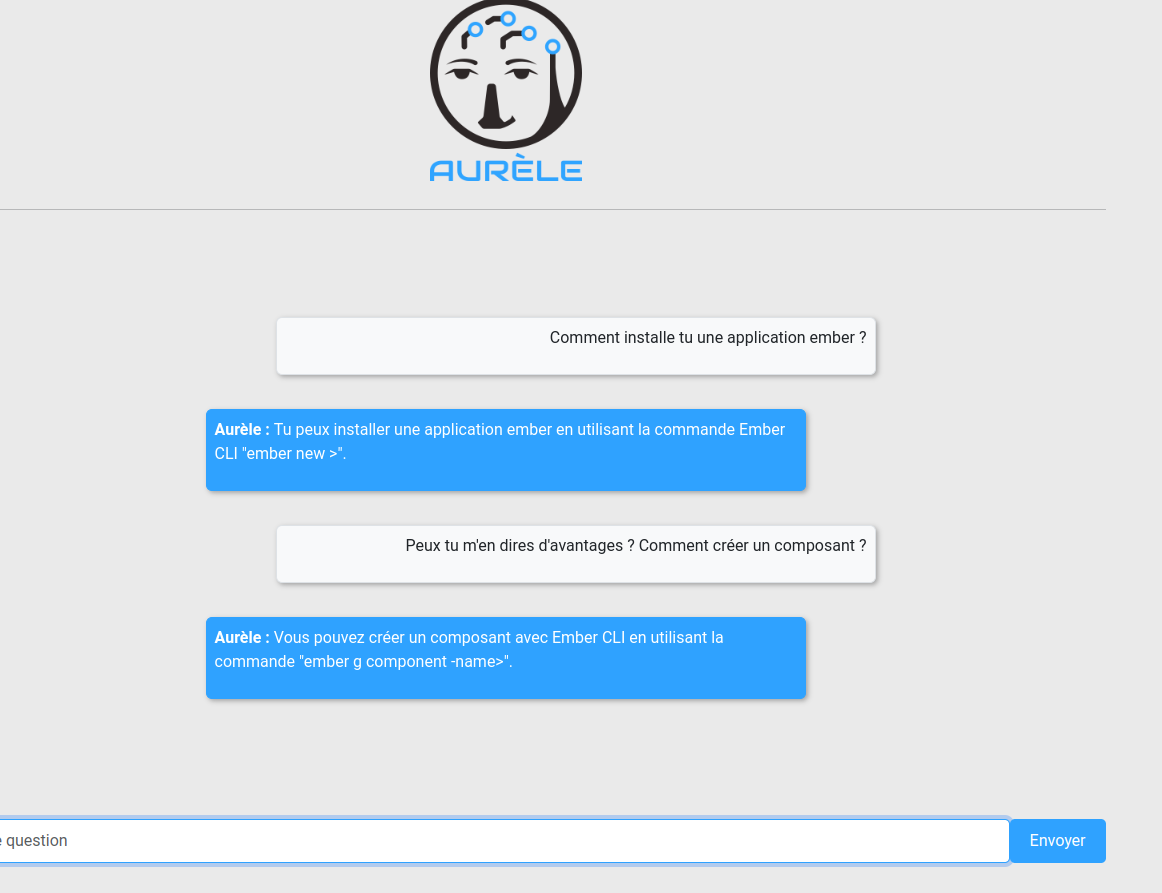 AURÈLE
Comment installe tu une application ember ?
Aurèle : Tu peux installer une application ember en utilisant la commande Ember
CLI "ember new >".
Peux tu m'en dires d'avantages ? Comment créer un composant ?
Aurèle : Vous pouvez créer un composant avec Ember CLI en utilisant la
commande "ember g component -name>".
question
Envoyer